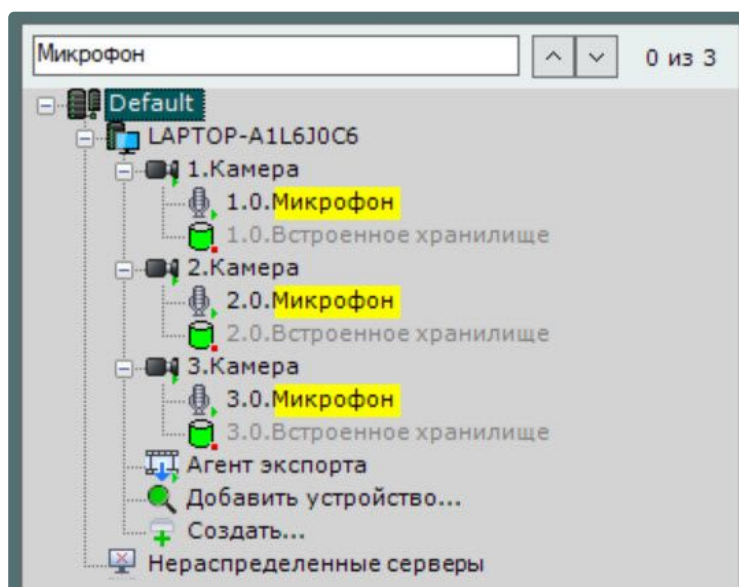 Микрофон
0 из 3
Default
LAPTOP-A1L6J0C6
1.Камера
1.0.Микрофон
1.0.Встроенное хранилище
2.Камера
2.0.Микрофон
2.0.Встроенное хранилище
3.Камера
3.0.Микрофон
3.0.Встроенное хранилище
Агент экспорта
Добавить устройство...
Создать...
Нераспределенные серверы